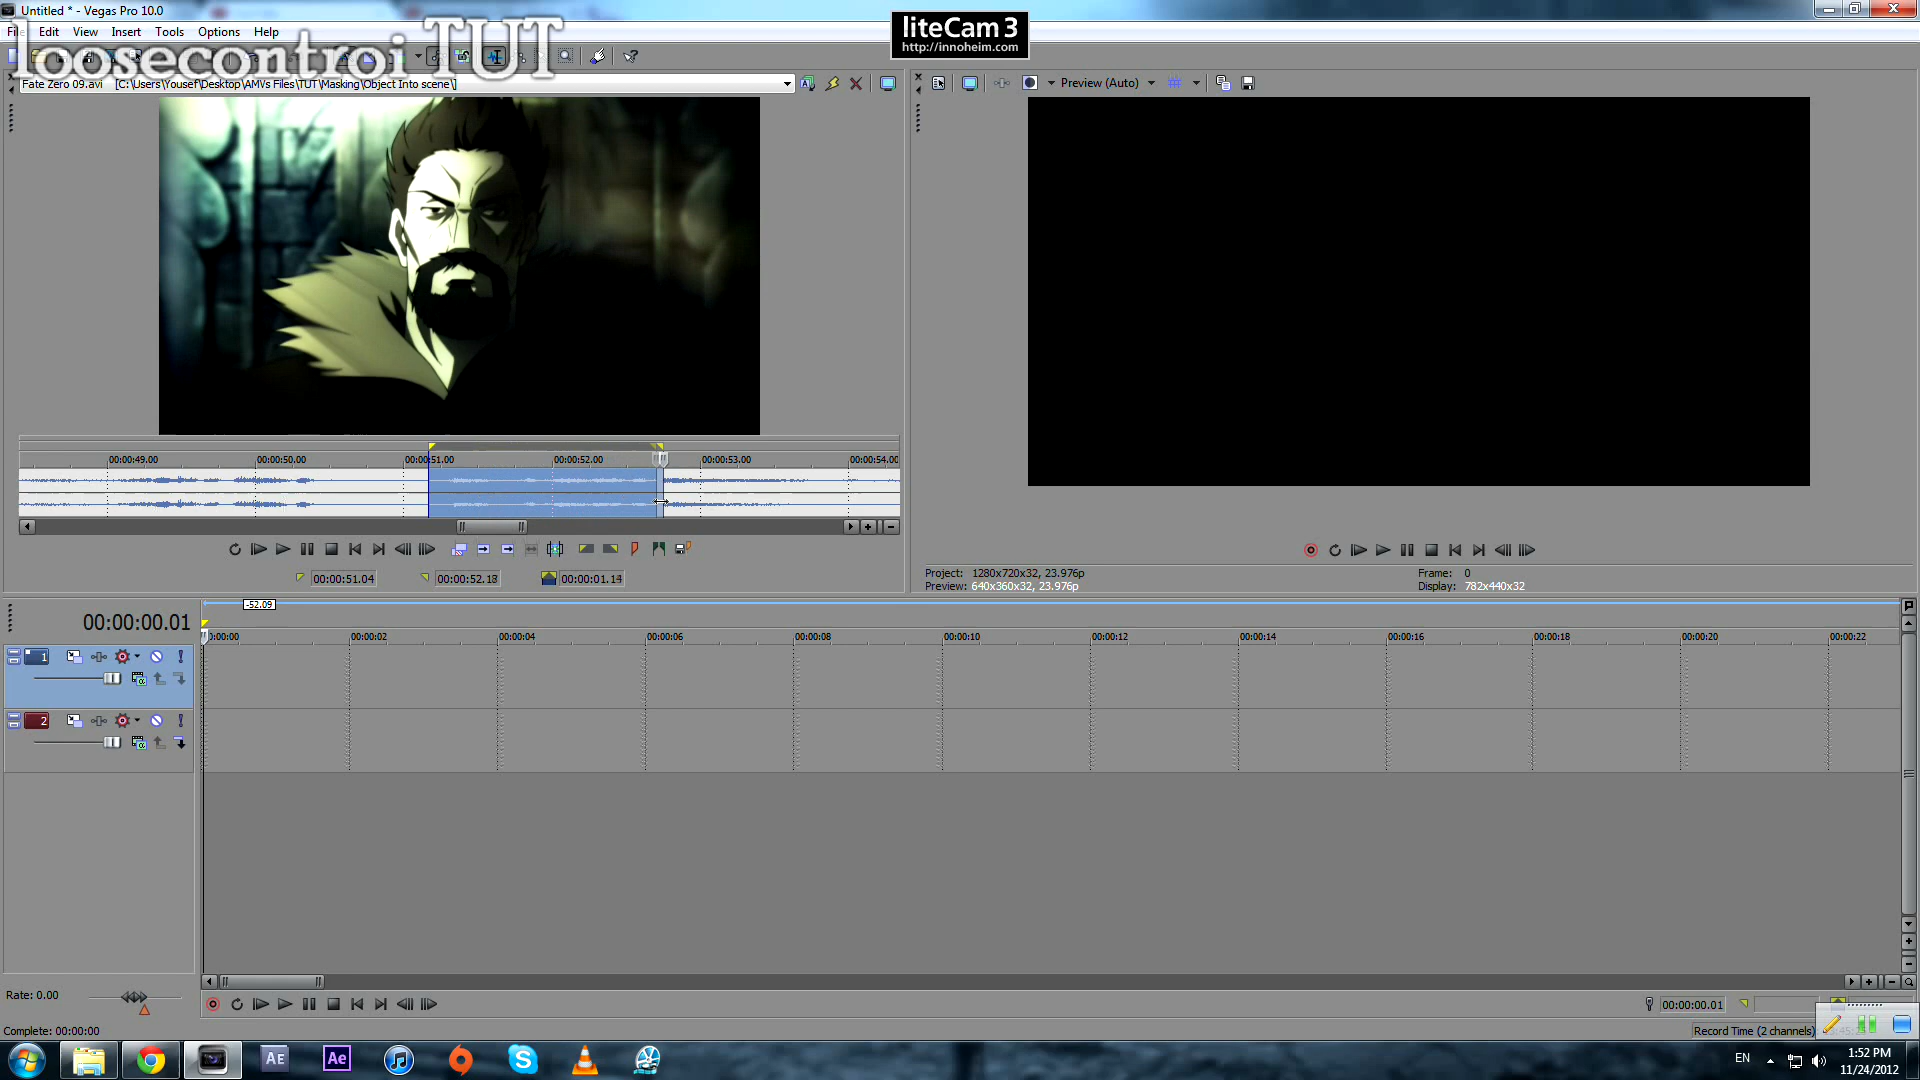 Untitled * - Vegas Pro 10.0
liteCam 3
http://innoheim.com
Edit View Insert Tools Options Help
loosecontroi TUT
Fate Zero 09.avi [C:\Users\Yousef\Desktop\AMVs Files\TUT\Masking\Object Into scene\]
Preview (Auto)
00:00:49.00 00:00:50.00 00:00:51.00 00:00:52.00 00:00:53.00 00:00:54.00
00:00:51.04 00:00:52.18 00:00:01.14
Project: 1280x720x32, 23.976p Frame: 0
Preview: 640x360x32, 23.976p Display: 782x440x32
-52.09
00:00:00.01
00:00:02 00:00:04 00:00:06 00:00:08 00:00:10 00:00:12 00:00:14 00:00:16 00:00:18 00:00:20 00:00:22
1
2
Rate: 0.00
00:00:00.01
Complete: 00:00:00
Record Time (2 channels)
AE Ae
EN
1:52 PM
11/24/2012